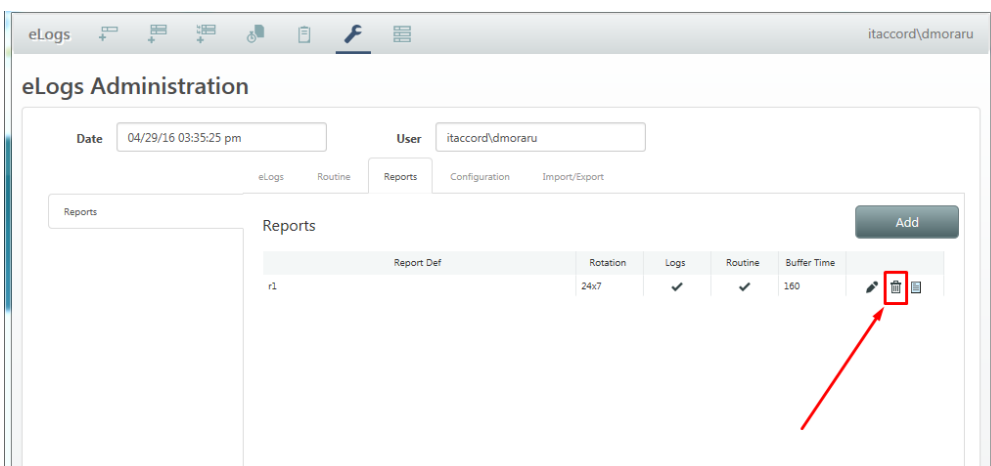 eLogs
itaccord\dmoraru
eLogs Administration
Date 04/29/16 03:35:25 pm User itaccord\dmoraru
eLogs Routine Reports Configuration Import/Export
Reports
Reports Add
Report Def Rotation Logs Routine Buffer Time
r1 24x7 160